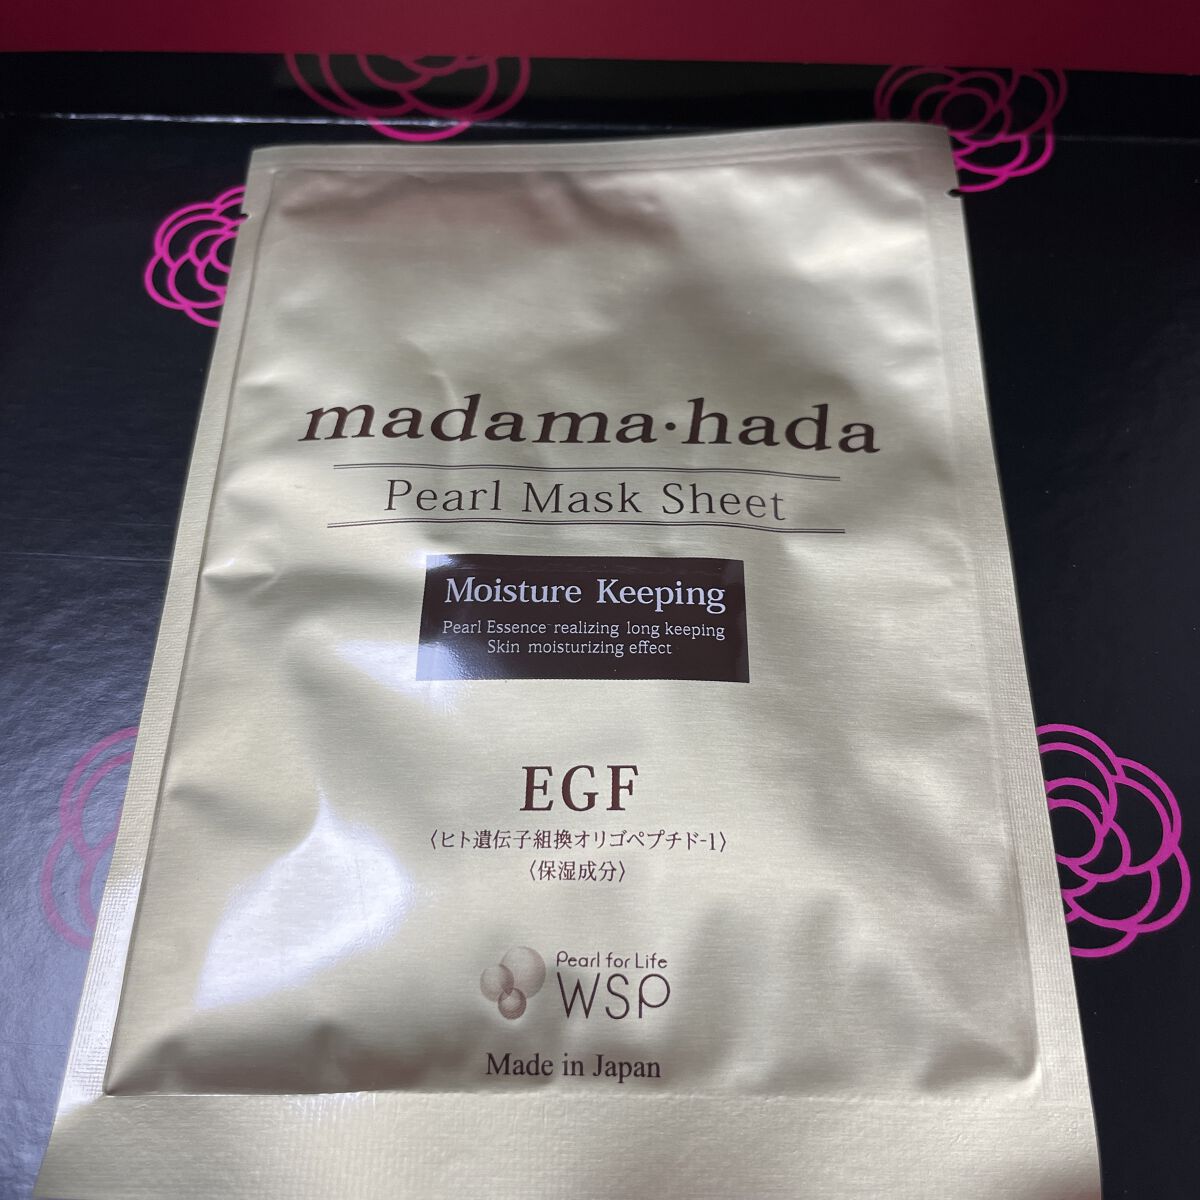 madama・hada
Pearl Mask Sheet
Moisture Keeping
Pearl Essence realizing long keeping
Skin moisturizing effect
EGF
〈ヒト遺伝子組換オリゴペプチド-1〉
〈保湿成分〉
Pearl for Life
WSP
Made in Japan